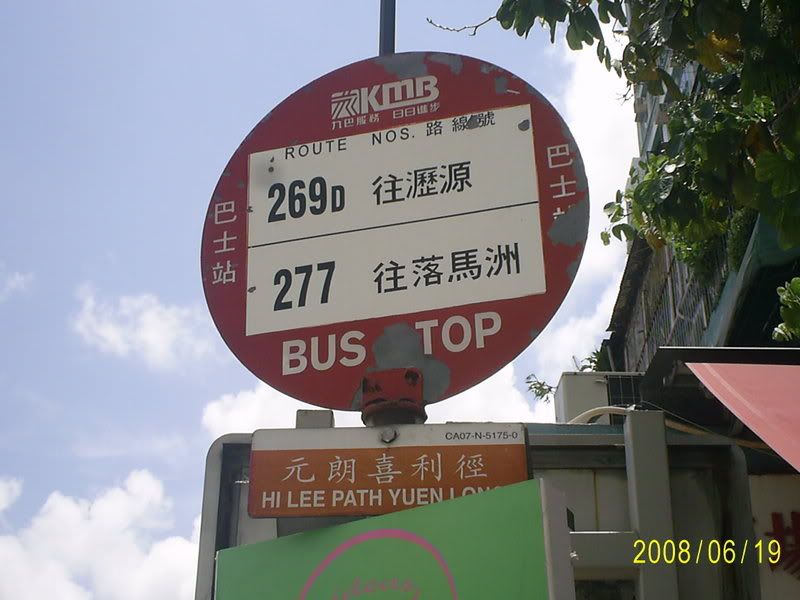 KMB
九巴服務 日日進步
ROUTE NOS. 路線號
269D 往瀝源
277 往落馬洲
巴士站
巴士
BUS TOP
CA07-N-5175-0
元朗喜利徑
HI LEE PATH YUEN LONG
2008/06/19